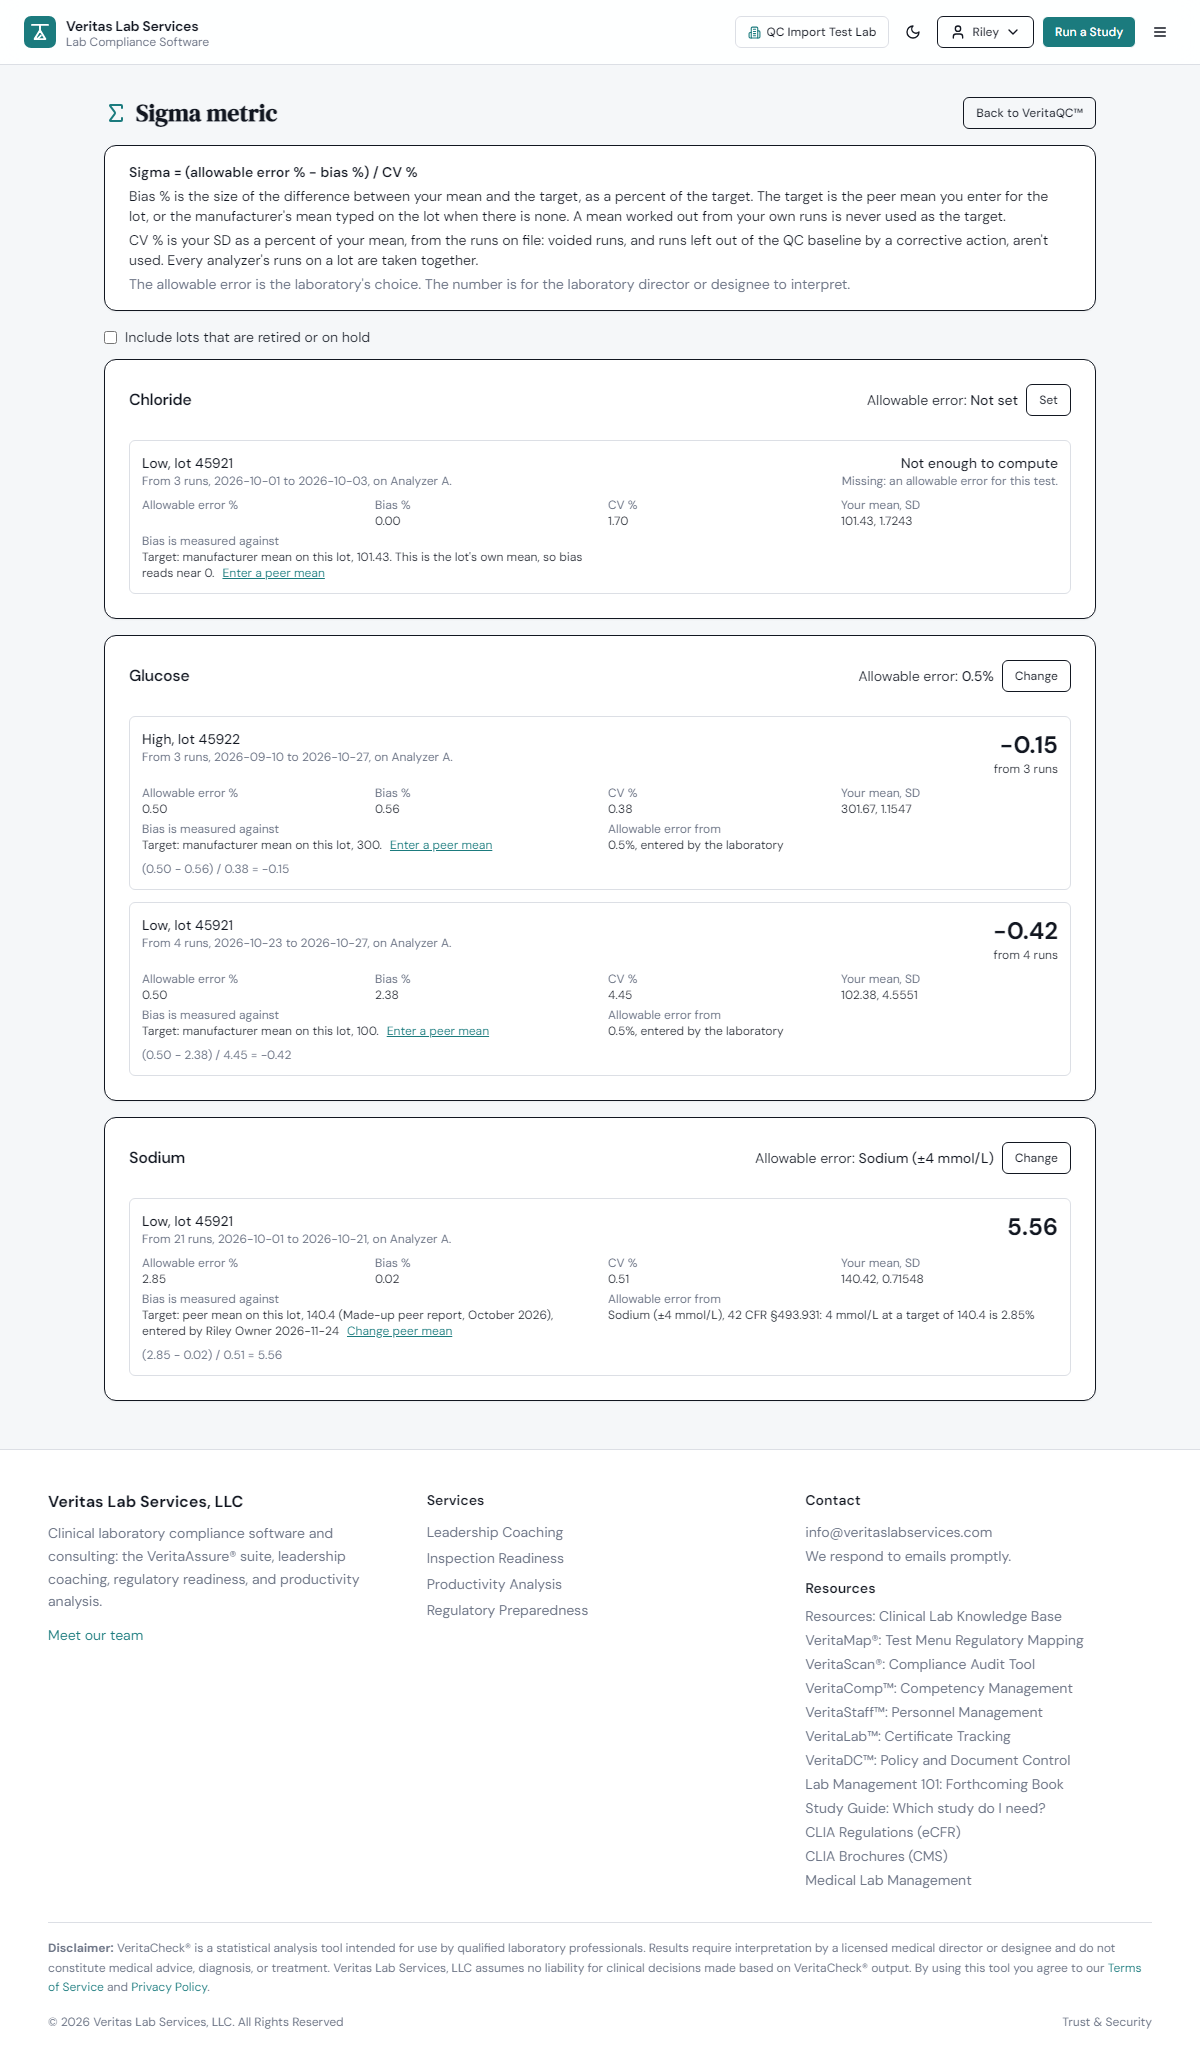 Veritas Lab Services
Lab Compliance Software
QC Import Test Lab
Riley
Run a Study
Sigma metric
Back to VeritaQC™
Sigma = (allowable error % - bias %) / CV %
Bias % is the size of the difference between your mean and the target, as a percent of the target. The target is the peer mean you enter for the
lot, or the manufacturer's mean typed on the lot when there is none. A mean worked out from your own runs is never used as the target.
CV % is your SD as a percent of your mean, from the runs on file: voided runs, and runs left out of the QC baseline by a corrective action, aren't
used. Every analyzer's runs on a lot are taken together.
The allowable error is the laboratory's choice. The number is for the laboratory director or designee to interpret.
Include lots that are retired or on hold
Chloride
Allowable error: Not set
Set
Low, lot 45921
Not enough to compute
From 3 runs, 2026-10-01 to 2026-10-03, on Analyzer A.
Missing: an allowable error for this test.
Allowable error %
Bias %
CV %
Your mean, SD
0.00
1.70
101.43, 1.7243
Bias is measured against
Target: manufacturer mean on this lot, 101.43. This is the lot's own mean, so bias
reads near 0. Enter a peer mean
Glucose
Allowable error: 0.5%
Change
High, lot 45922
-0.15
From 3 runs, 2026-09-10 to 2026-10-27, on Analyzer A.
from 3 runs
Allowable error %
Bias %
CV %
Your mean, SD
0.50
0.56
0.38
301.67, 1.1547
Bias is measured against
Allowable error from
Target: manufacturer mean on this lot, 300. Enter a peer mean
0.5%, entered by the laboratory
(0.50 - 0.56) / 0.38 = -0.15
Low, lot 45921
-0.42
From 4 runs, 2026-10-23 to 2026-10-27, on Analyzer A.
from 4 runs
Allowable error %
Bias %
CV %
Your mean, SD
0.50
2.38
4.45
102.38, 4.5551
Bias is measured against
Allowable error from
Target: manufacturer mean on this lot, 100. Enter a peer mean
0.5%, entered by the laboratory
(0.50 - 2.38) / 4.45 = -0.42
Sodium
Allowable error: Sodium (±4 mmol/L)
Change
Low, lot 45921
5.56
From 21 runs, 2026-10-01 to 2026-10-21, on Analyzer A.
Allowable error %
Bias %
CV %
Your mean, SD
2.85
0.02
0.51
140.42, 0.71548
Bias is measured against
Allowable error from
Target: peer mean on this lot, 140.4 (Made-up peer report, October 2026),
entered by Riley Owner 2026-11-24 Change peer mean
Sodium (±4 mmol/L), 42 CFR §493.931: 4 mmol/L at a target of 140.4 is 2.85%
(2.85 - 0.02) / 0.51 = 5.56
Veritas Lab Services, LLC
Clinical laboratory compliance software and
consulting: the VeritaAssure® suite, leadership
coaching, regulatory readiness, and productivity
analysis.
Meet our team
Services
Leadership Coaching
Inspection Readiness
Productivity Analysis
Regulatory Preparedness
Contact
info@veritaslabservices.com
We respond to emails promptly.
Resources
Resources: Clinical Lab Knowledge Base
VeritaMap®: Test Menu Regulatory Mapping
VeritaScan®: Compliance Audit Tool
VeritaComp™: Competency Management
VeritaStaff™: Personnel Management
VeritaLab™: Certificate Tracking
VeritaDC™: Policy and Document Control
Lab Management 101: Forthcoming Book
Study Guide: Which study do I need?
CLIA Regulations (eCFR)
CLIA Brochures (CMS)
Medical Lab Management
Disclaimer: VeritaCheck® is a statistical analysis tool intended for use by qualified laboratory professionals. Results require interpretation by a licensed medical director or designee and do not
constitute medical advice, diagnosis, or treatment. Veritas Lab Services, LLC assumes no liability for clinical decisions made based on VeritaCheck® output. By using this tool you agree to our Terms
of Service and Privacy Policy.
© 2026 Veritas Lab Services, LLC. All Rights Reserved
Trust & Security